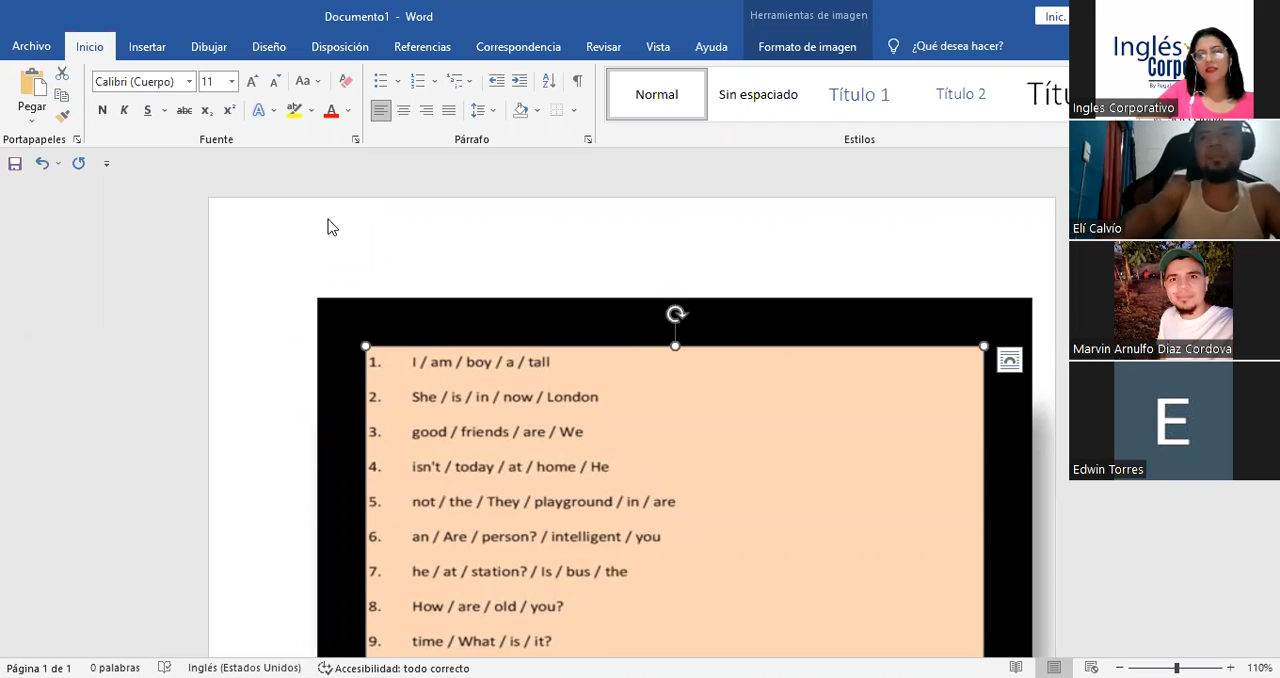 Documento1 - Word
Herramientas de imagen
Inic.
Archivo Inicio Insertar Dibujar Diseño Disposición Referencias Correspondencia Revisar Vista Ayuda Formato de imagen ¿Qué desea hacer?
Pegar
Calibri (Cuerpo) 11
Aa
N K S abc x₂ x² A A
Normal Sin espaciado Título 1 Título 2
Portapapeles Fuente Párrafo Estilos
1. I / am / boy / a / tall
2. She / is / in / now / London
3. good / friends / are / We
4. isn't / today / at / home / He
5. not / the / They / playground / in / are
6. an / Are / person? / intelligent / you
7. he / at / station? / Is / bus / the
8. How / are / old / you?
9. time / What / is / it?
Página 1 de 1 0 palabras Inglés (Estados Unidos) Accesibilidad: todo correcto 110%
Inglés
Corpo
Ingles Corporativo
Elí Calvío
Marvin Arnulfo Diaz Cordova
E
Edwin Torres